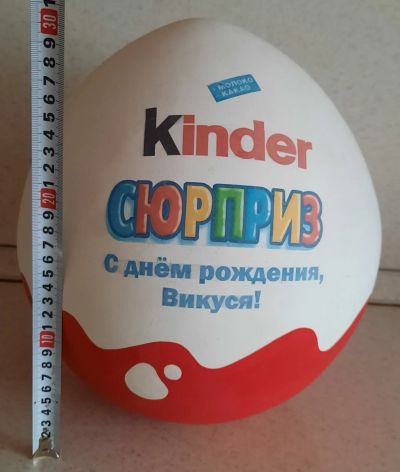 МОЛОКО
КАКАО
Kinder
СЮРПРИЗ
С днём рождения,
Викуся!